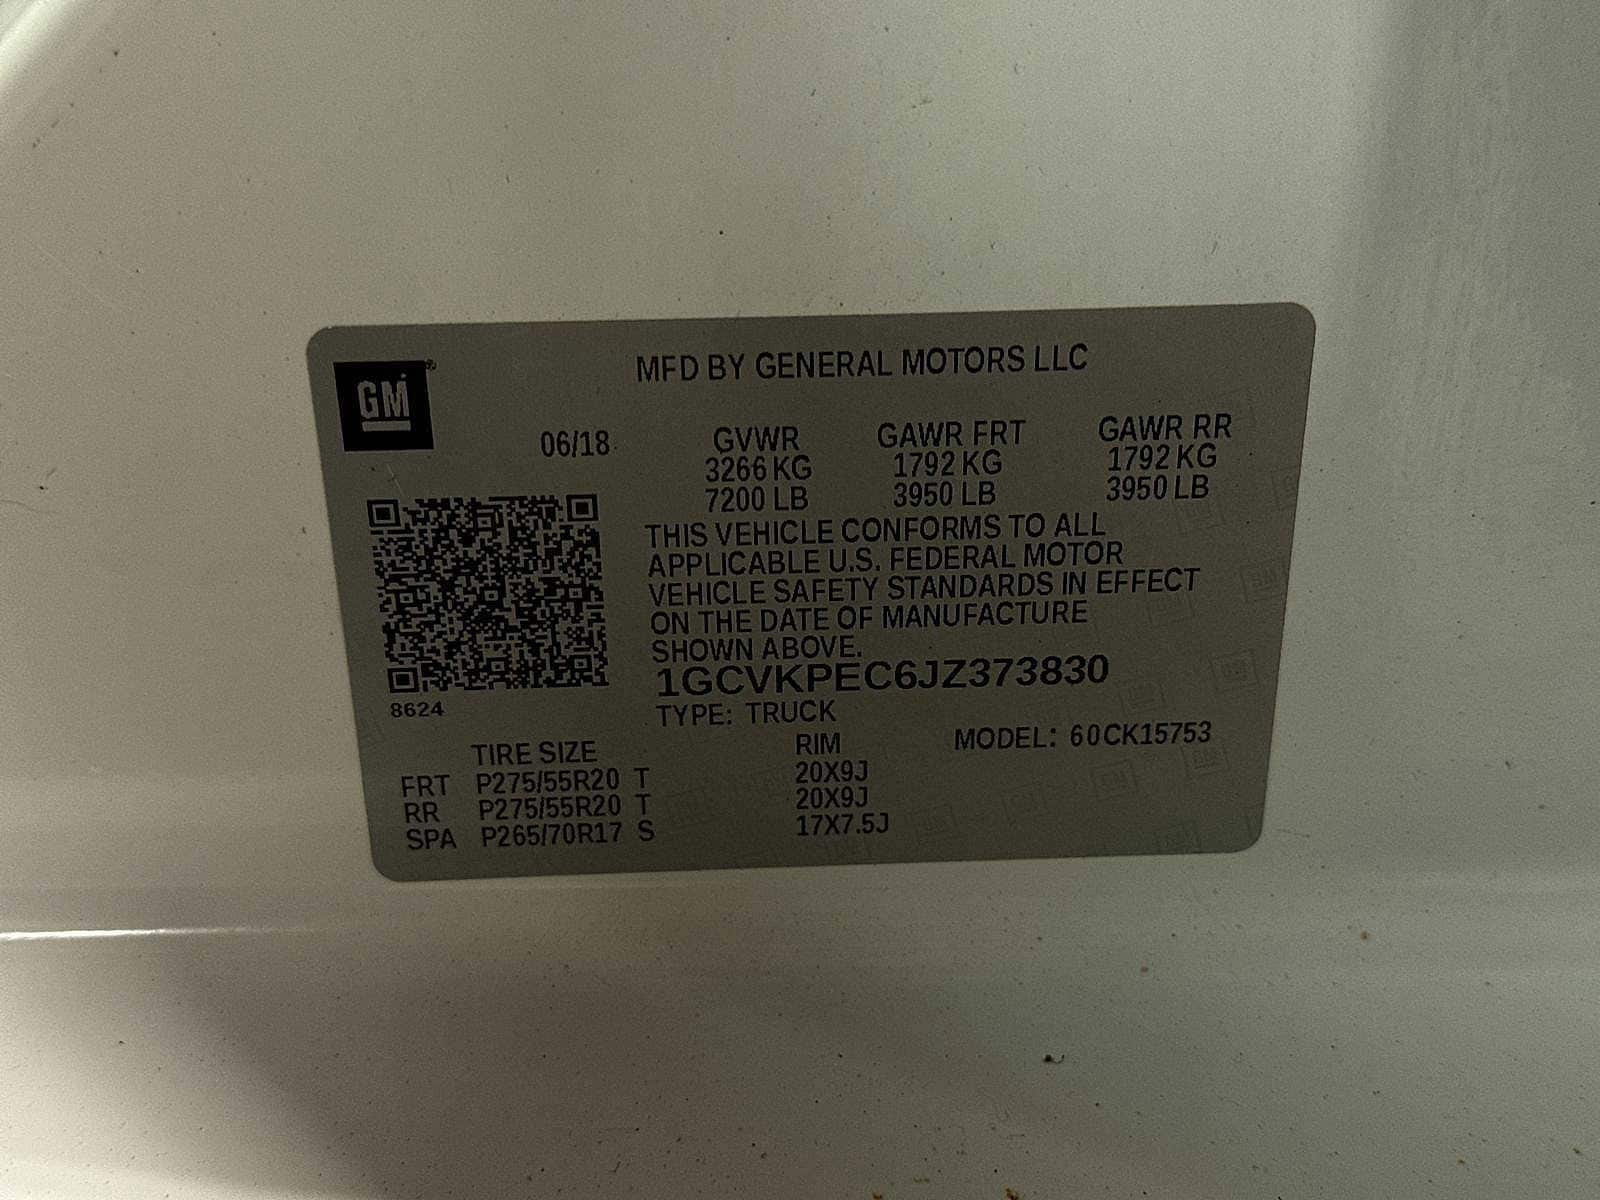 GM
MFD BY GENERAL MOTORS LLC
06/18 GVWR GAWR FRT GAWR RR
3266 KG 1792 KG 1792 KG
7200 LB 3950 LB 3950 LB
THIS VEHICLE CONFORMS TO ALL
APPLICABLE U.S. FEDERAL MOTOR
VEHICLE SAFETY STANDARDS IN EFFECT
ON THE DATE OF MANUFACTURE
SHOWN ABOVE.
1GCVKPEC6JZ373830
8624
TYPE: TRUCK
TIRE SIZE RIM MODEL: 60CK15753
FRT P275/55R20 T 20X9J
RR P275/55R20 T 20X9J
SPA P265/70R17 S 17X7.5J